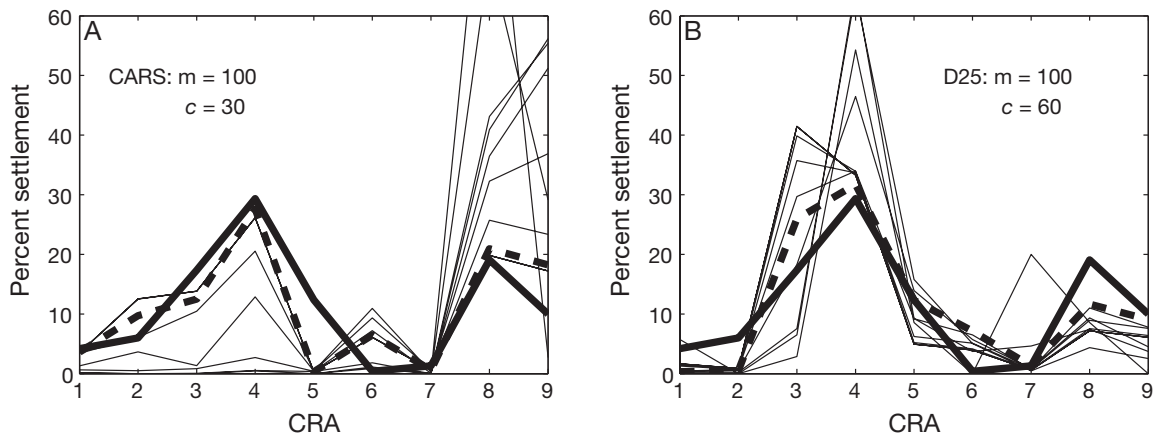 A
CARS: m = 100
c = 30
Percent settlement
60
50
40
30
20
10
0
1 2 3 4 5 6 7 8 9
CRA
B
D25: m = 100
c = 60
Percent settlement
60
50
40
30
20
10
0
1 2 3 4 5 6 7 8 9
CRA